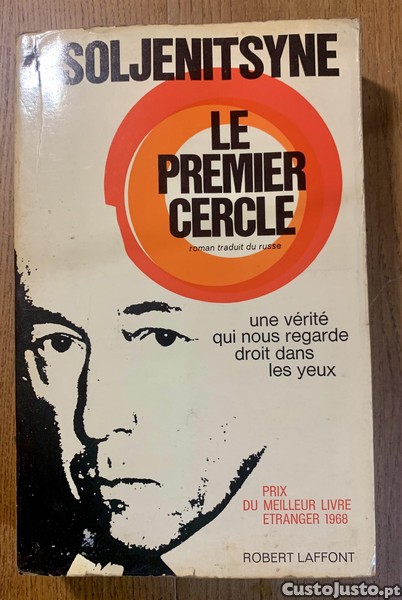 SOLJENITSYNE
LE
PREMIER
CERCLE
roman traduit du russe
une vérité
qui nous regarde
droit dans
les yeux
PRIX
DU MEILLEUR LIVRE
ETRANGER 1968
ROBERT LAFFONT
CustoJusto.pt